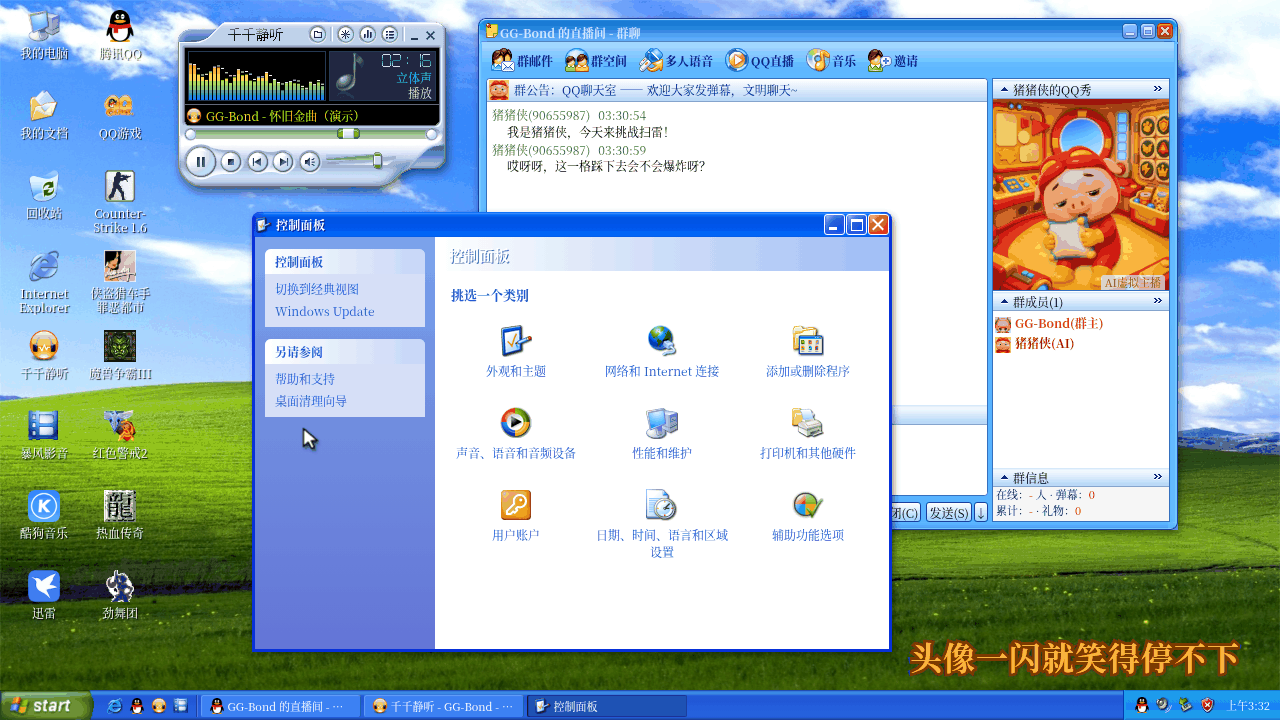 我的电脑
腾讯QQ
我的文档
QQ游戏
回收站
Counter-
Strike 1.6
Internet
Explorer
侠盗猎车手
罪恶都市
千千静听
魔兽争霸III
暴风影音
红色警戒2
酷狗音乐
热血传奇
迅雷
劲舞团
千千静听
02:16
立体声
播放
GG-Bond - 怀旧金曲（演示）
GG-Bond 的直播间 - 群聊
群邮件
群空间
多人语音
QQ直播
音乐
邀请
群公告: QQ聊天室 —— 欢迎大家发弹幕，文明聊天~
猪猪侠(90655987) 03:30:54
我是猪猪侠，今天来挑战扫雷！
猪猪侠(90655987) 03:30:59
哎呀呀，这一格踩下去会不会爆炸呀？
猪猪侠的QQ秀
AI虚拟主播
群成员(1)
GG-Bond(群主)
猪猪侠(AI)
群信息
在线: - 人 · 弹幕: 0
累计: - · 礼物: 0
闭(C)
发送(S)
↓
控制面板
控制面板
切换到经典视图
Windows Update
另请参阅
帮助和支持
桌面清理向导
控制面板
挑选一个类别
外观和主题
网络和 Internet 连接
添加或删除程序
声音、语音和音频设备
性能和维护
打印机和其他硬件
用户账户
日期、时间、语言和区域
设置
辅助功能选项
头像一闪就笑得停不下
start
GG-Bond 的直播间 - ···
千千静听 - GG-Bond - ···
控制面板
上午3:32